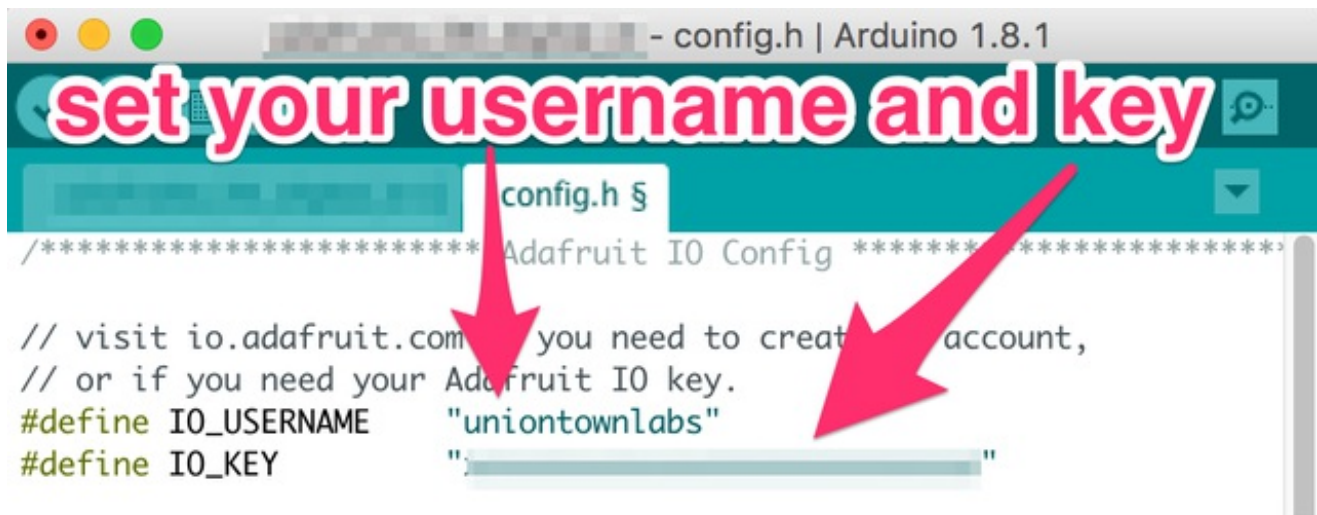 - config.h | Arduino 1.8.1
set your username and key
config.h §
/************************ Adafruit IO Config ************************
// visit io.adafruit.com you need to create account,
// or if you need your Adafruit IO key.
#define IO_USERNAME "uniontownlabs"
#define IO_KEY "